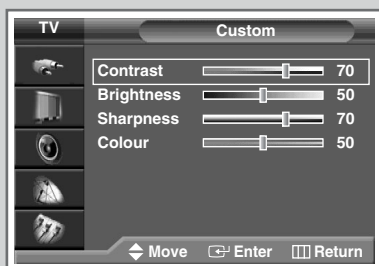 TV Custom
Contrast 70
Brightness 50
Sharpness 70
Colour 50
Move Enter Return